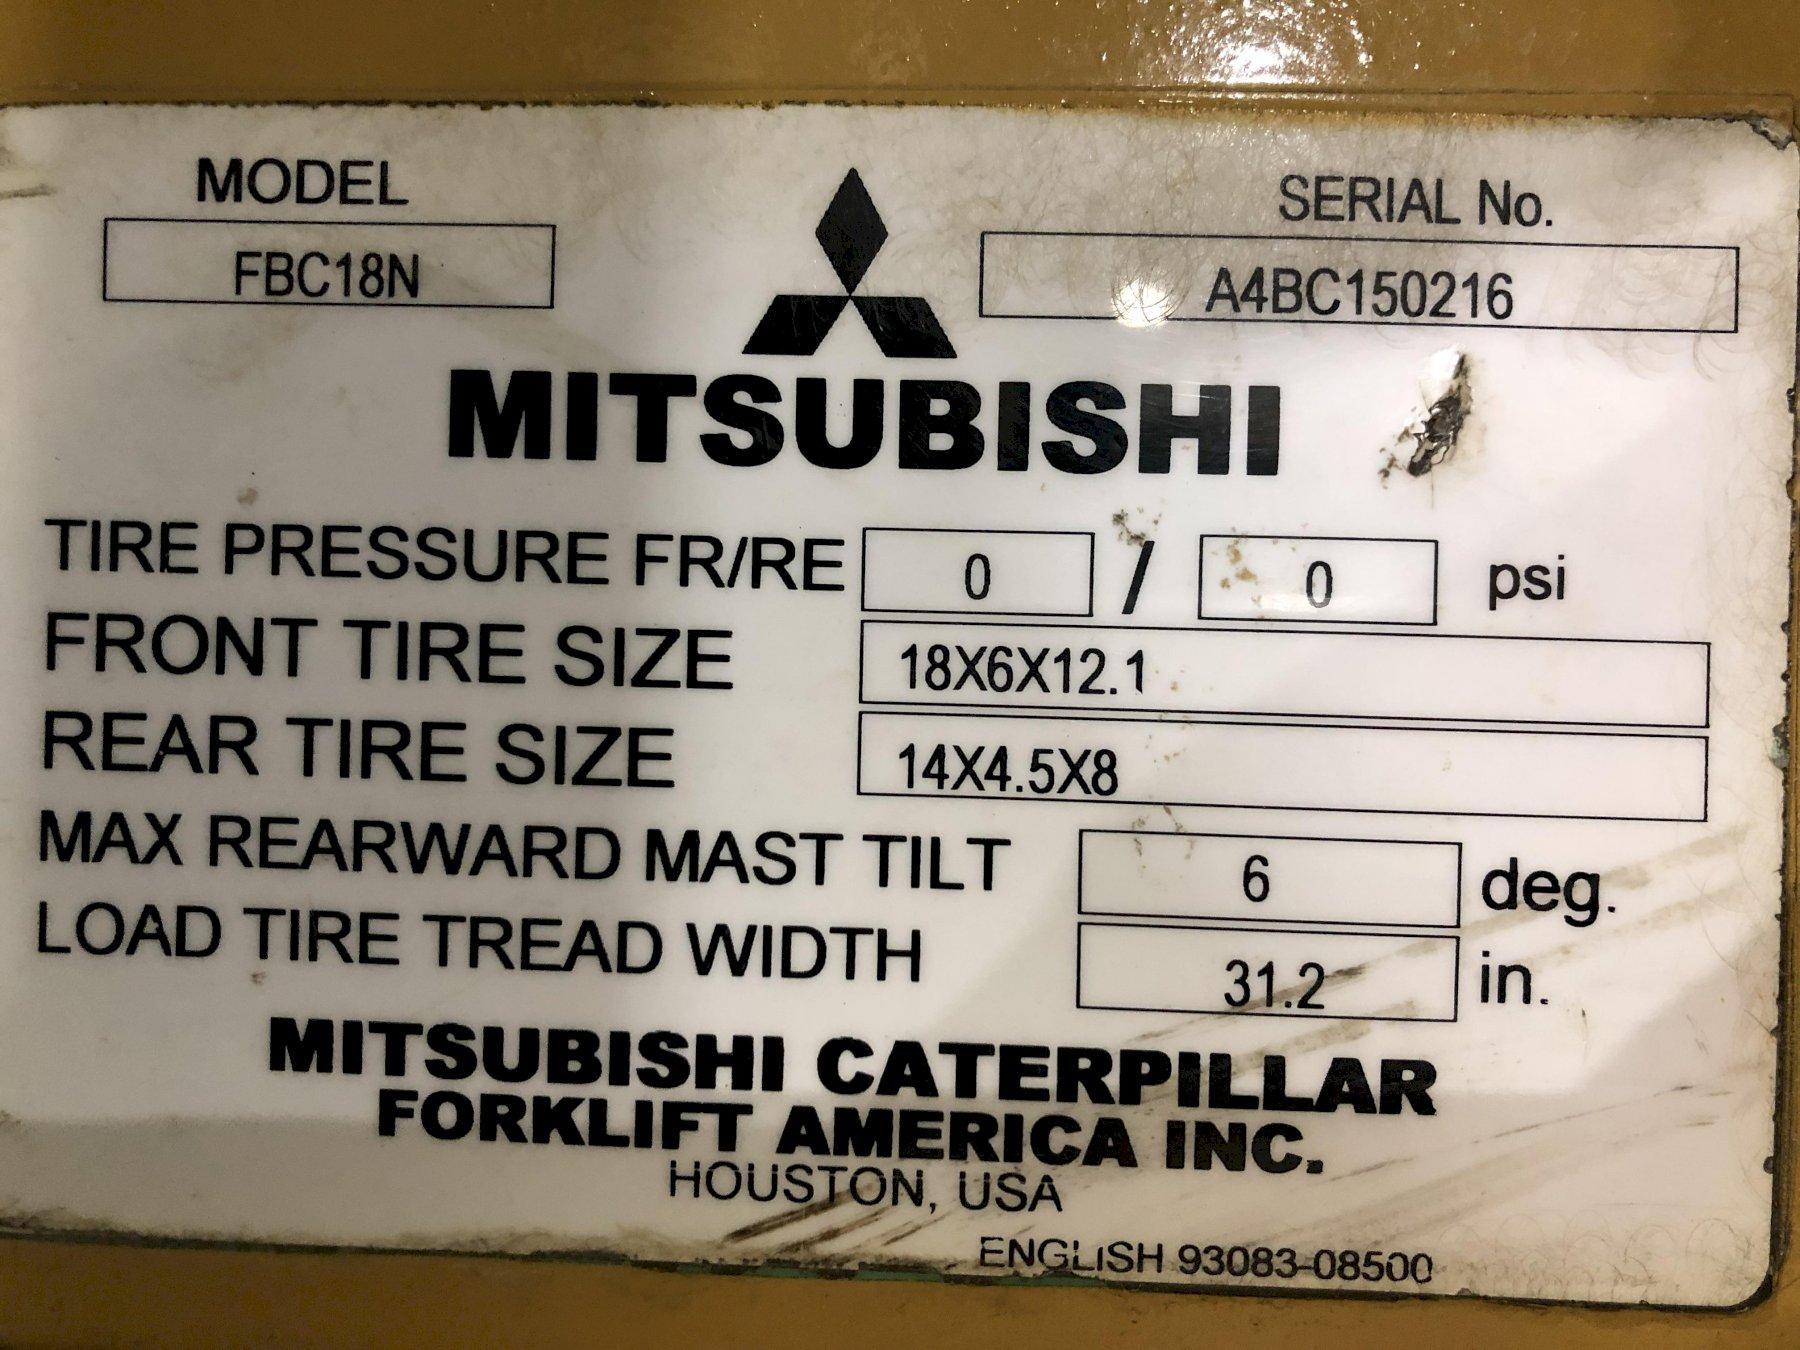 MODEL
FBC18N
SERIAL No.
A4BC150216
MITSUBISHI
TIRE PRESSURE FR/RE 0 / 0 psi
FRONT TIRE SIZE 18X6X12.1
REAR TIRE SIZE 14X4.5X8
MAX REARWARD MAST TILT 6 deg.
LOAD TIRE TREAD WIDTH 31.2 in.
MITSUBISHI CATERPILLAR
FORKLIFT AMERICA INC.
HOUSTON, USA
ENGLISH 93083-08500